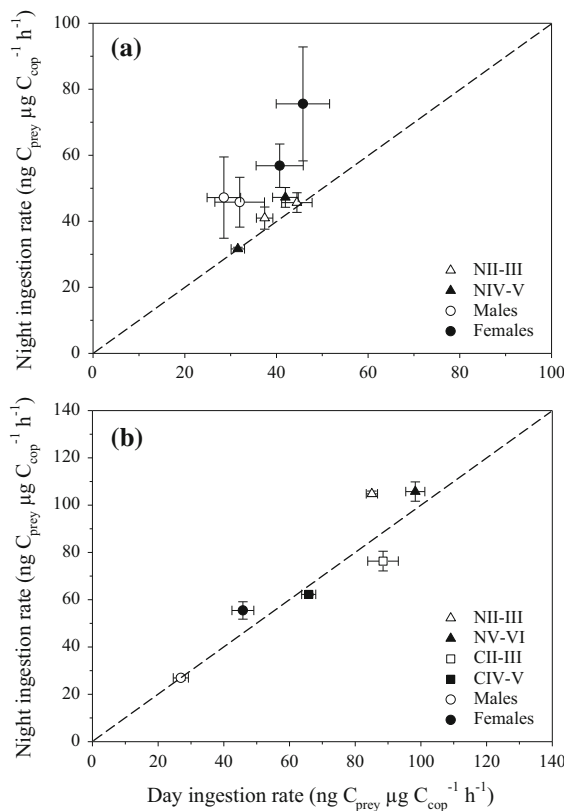 (a)
Night ingestion rate (ng C_prey µg C_cop^-1 h^-1)
100
80
60
40
20
0
NII-III
NIV-V
Males
Females
0 20 40 60 80 100
(b)
Night ingestion rate (ng C_prey µg C_cop^-1 h^-1)
140
120
100
80
60
40
20
0
NII-III
NV-VI
CII-III
CIV-V
Males
Females
0 20 40 60 80 100 120 140
Day ingestion rate (ng C_prey µg C_cop^-1 h^-1)